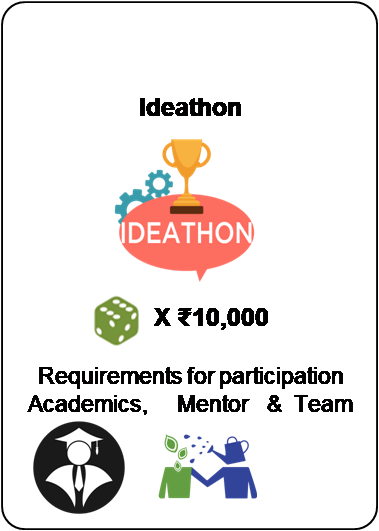 Ideathon
IDEATHON
X ₹10,000
Requirements for participation
Academics, Mentor & Team